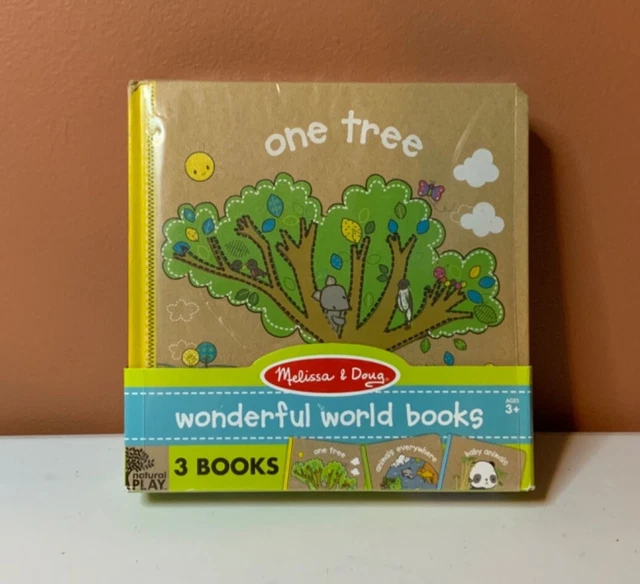 one tree
Melissa & Doug
wonderful world books
AGES
3+
natural
PLAY
3 BOOKS
one tree
animals everywhere
baby animals